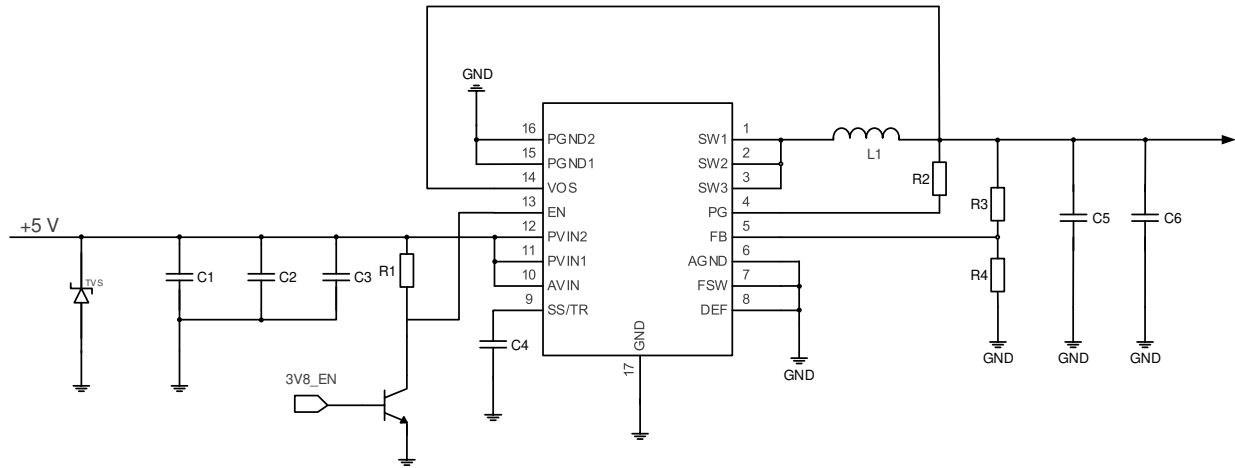 GND
16 PGND2 SW1 1
15 PGND1 SW2 2 L1
14 VOS SW3 3 R2
13 EN PG 4 R3
+5 V 12 PVIN2 FB 5 C5 C6
TVS C1 C2 C3 R1 11 PVIN1 AGND 6 R4
10 AVIN FSW 7
9 SS/TR DEF 8
C4 GND
17 GND GND GND GND
3V8_EN